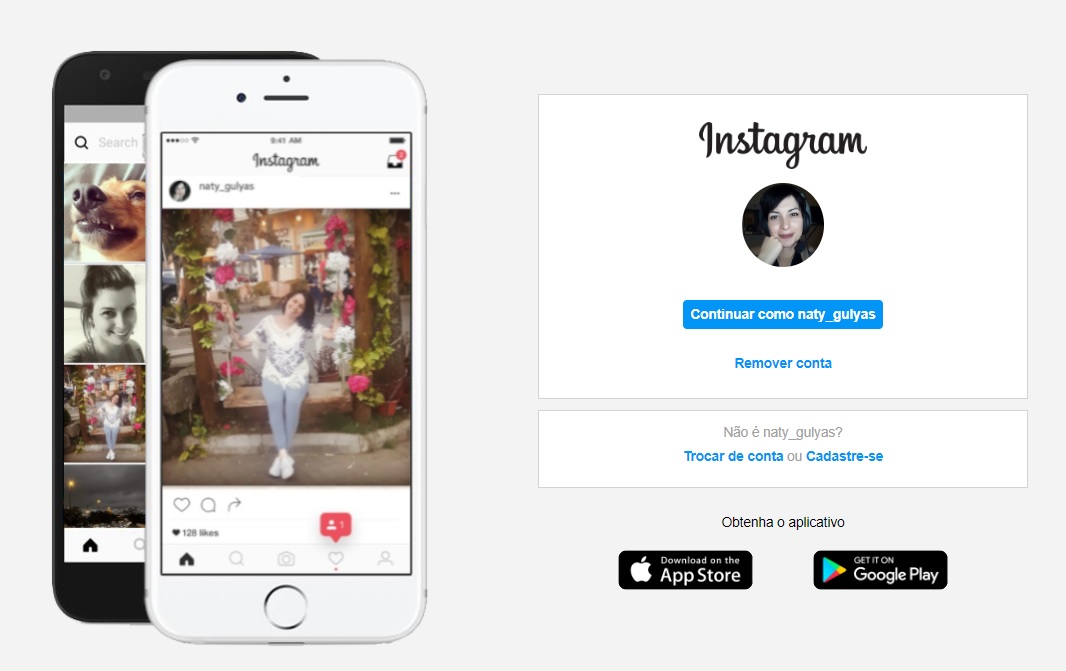 Search
9:41 AM
Instagram
2
naty_gulyas
128 likes
1
Instagram
Continuar como naty_gulyas
Remover conta
Não é naty_gulyas?
Trocar de conta ou Cadastre-se
Obtenha o aplicativo
Download on the
App Store
GET IT ON
Google Play